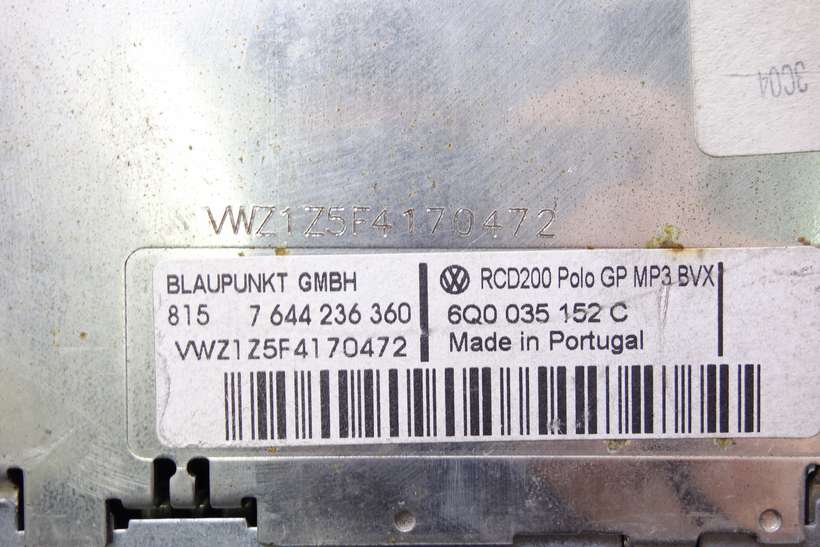 3C04
VWZ1Z5F4170472
BLAUPUNKT GMBH
815 7 644 236 360
VWZ1Z5F4170472
RCD200 Polo GP MP3 BVX
6Q0 035 152 C
Made in Portugal